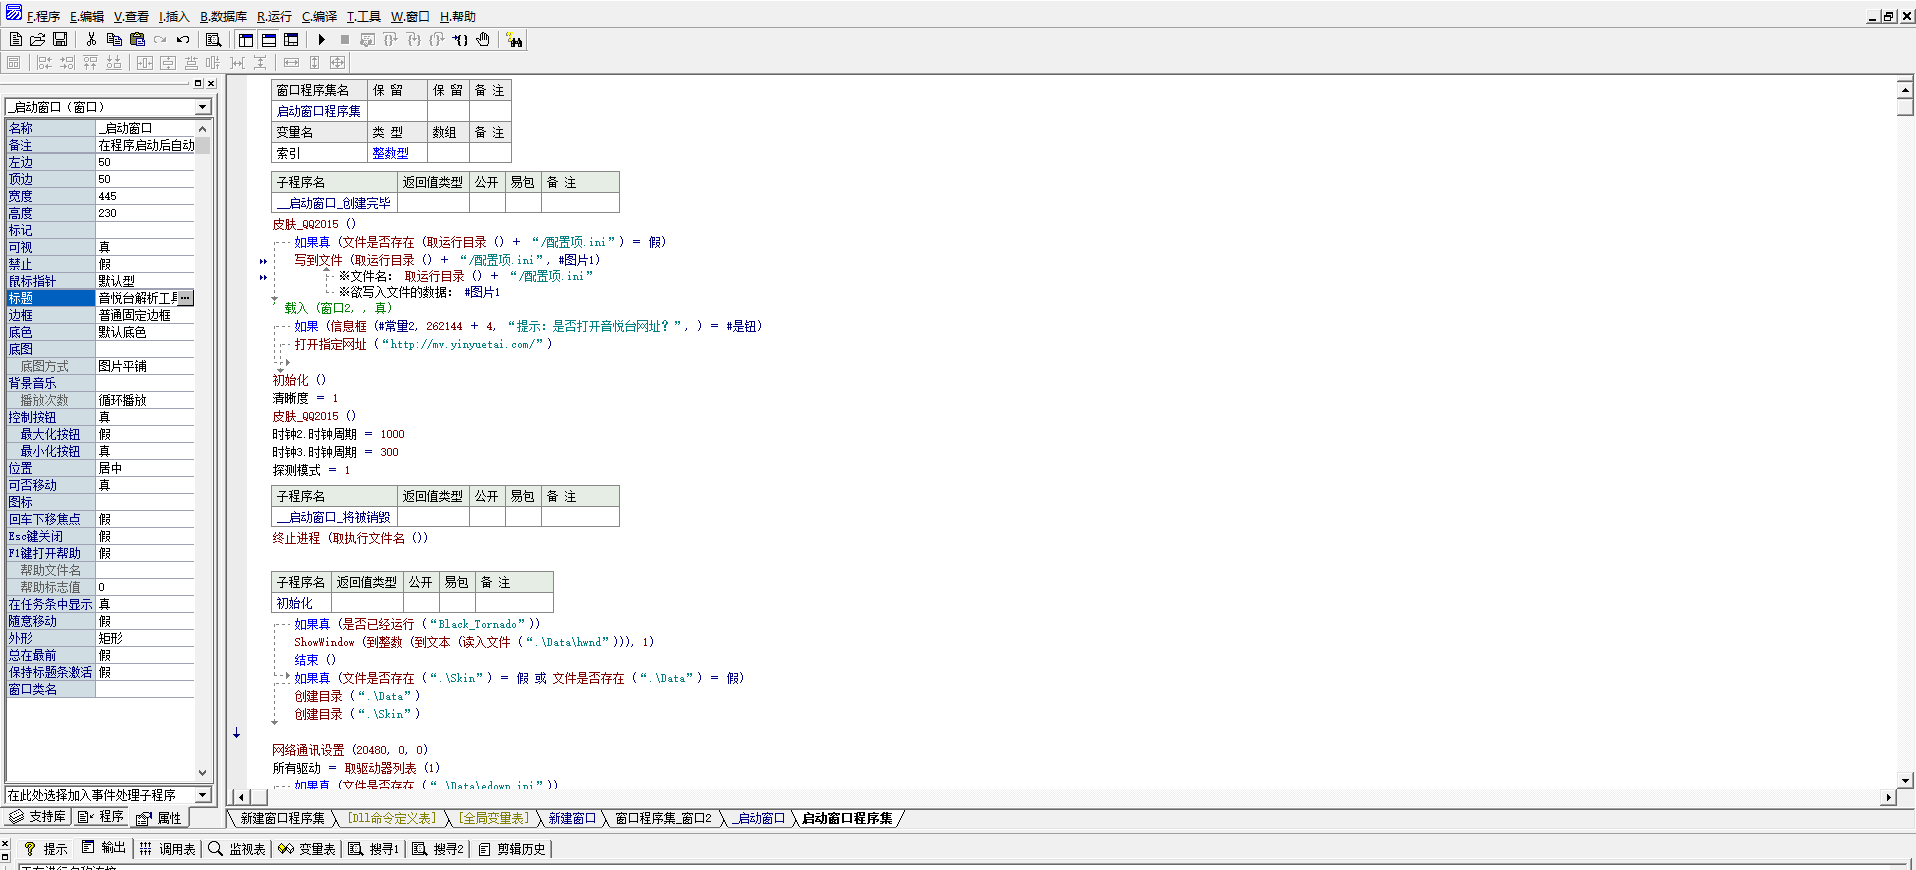 F.程序 E.编辑 V.查看 I.插入 B.数据库 R.运行 C.编译 T.工具 W.窗口 H.帮助
_启动窗口（窗口）
名称 _启动窗口
备注 在程序启动后自动
左边 50
顶边 50
宽度 445
高度 230
标记
可视 真
禁止 假
鼠标指针 默认型
标题 音悦台解析工具
边框 普通固定边框
底色 默认底色
底图
底图方式 图片平铺
背景音乐
播放次数 循环播放
控制按钮 真
最大化按钮 假
最小化按钮 真
位置 居中
可否移动 真
图标
回车下移焦点 假
Esc键关闭 假
F1键打开帮助 假
帮助文件名
帮助标志值 0
在任务条中显示 真
随意移动 假
外形 矩形
总在最前 假
保持标题条激活 假
窗口类名
在此处选择加入事件处理子程序
支持库 程序 属性
窗口程序集名 保 留 保 留 备 注
启动窗口程序集
变量名 类 型 数组 备 注
索引 整数型
子程序名 返回值类型 公开 易包 备 注
__启动窗口_创建完毕
皮肤_QQ2015 ()
如果真 (文件是否存在 (取运行目录 () ＋ “/配置项.ini”) ＝ 假)
写到文件 (取运行目录 () ＋ “/配置项.ini”, #图片1)
※文件名： 取运行目录 () ＋ “/配置项.ini”
※欲写入文件的数据： #图片1
' 载入 (窗口2, , 真)
如果 (信息框 (#常量2, 262144 ＋ 4, “提示：是否打开音悦台网址？”, ) ＝ #是钮)
打开指定网址 (“http://mv.yinyuetai.com/”)
初始化 ()
清晰度 ＝ 1
皮肤_QQ2015 ()
时钟2.时钟周期 ＝ 1000
时钟3.时钟周期 ＝ 300
探测模式 ＝ 1
子程序名 返回值类型 公开 易包 备 注
__启动窗口_将被销毁
终止进程 (取执行文件名 ())
子程序名 返回值类型 公开 易包 备 注
初始化
如果真 (是否已经运行 (“Black_Tornado”))
ShowWindow (到整数 (到文本 (读入文件 (“.\Data\hwnd”))), 1)
结束 ()
如果真 (文件是否存在 (“.\Skin”) ＝ 假 或 文件是否存在 (“.\Data”) ＝ 假)
创建目录 (“.\Data”)
创建目录 (“.\Skin”)
网络通讯设置 (20480, 0, 0)
所有驱动 ＝ 取驱动器列表 (1)
如果真 (文件是否存在 (“.\Data\edown.ini”))
新建窗口程序集 [Dll命令定义表] [全局变量表] 新建窗口 窗口程序集_窗口2 _启动窗口 启动窗口程序集
提示 输出 调用表 监视表 变量表 搜寻1 搜寻2 剪辑历史